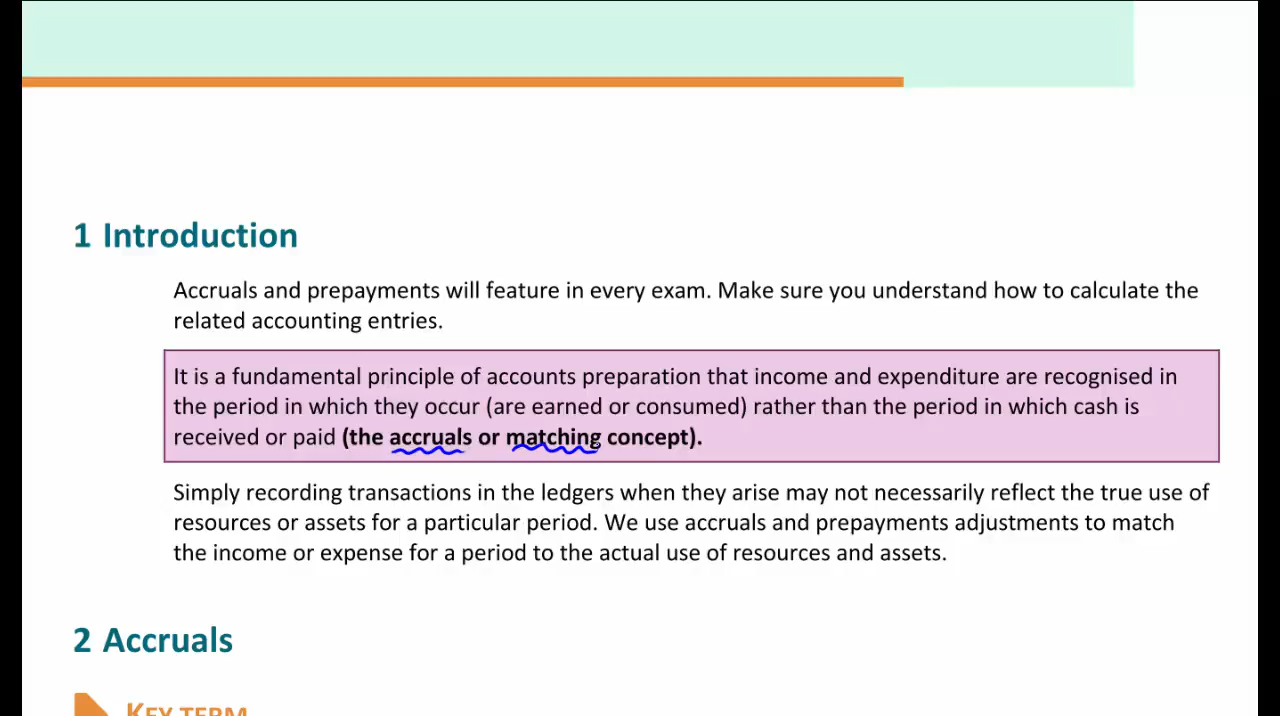 1 Introduction
Accruals and prepayments will feature in every exam. Make sure you understand how to calculate the
related accounting entries.
It is a fundamental principle of accounts preparation that income and expenditure are recognised in
the period in which they occur (are earned or consumed) rather than the period in which cash is
received or paid (the accruals or matching concept).
Simply recording transactions in the ledgers when they arise may not necessarily reflect the true use of
resources or assets for a particular period. We use accruals and prepayments adjustments to match
the income or expense for a period to the actual use of resources and assets.
2 Accruals
KEY TERM